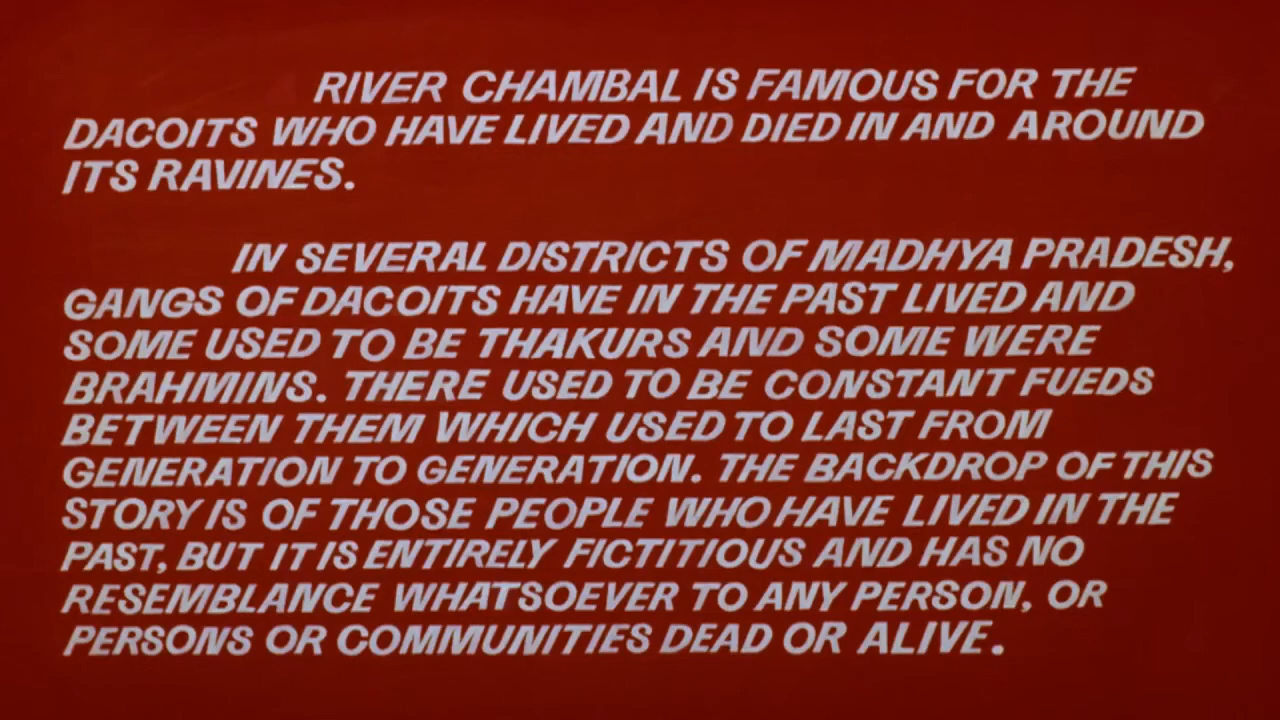 RIVER CHAMBAL IS FAMOUS FOR THE
DACOITS WHO HAVE LIVED AND DIED IN AND AROUND
ITS RAVINES.
IN SEVERAL DISTRICTS OF MADHYA PRADESH,
GANGS OF DACOITS HAVE IN THE PAST LIVED AND
SOME USED TO BE THAKURS AND SOME WERE
BRAHMINS. THERE USED TO BE CONSTANT FUEDS
BETWEEN THEM WHICH USED TO LAST FROM
GENERATION TO GENERATION. THE BACKDROP OF THIS
STORY IS OF THOSE PEOPLE WHO HAVE LIVED IN THE
PAST, BUT IT IS ENTIRELY FICTITIOUS AND HAS NO
RESEMBLANCE WHATSOEVER TO ANY PERSON, OR
PERSONS OR COMMUNITIES DEAD OR ALIVE.